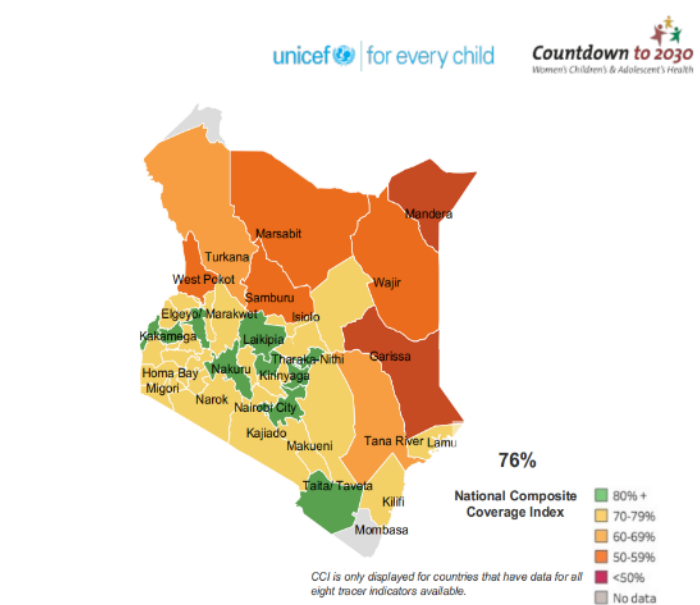 unicef for every child
Countdown to 2030
Women's Children's & Adolescent's Health
Mandera
Marsabit
Turkana
West Pokot
Wajir
Samburu
Elgeyo/ Marakwet
Isiolo
Kakamega
Laikipia
Tharaka-Nithi
Garissa
Homa Bay
Nakuru
Kirinyaga
Migori
Narok
Nairobi City
Kajiado
Makueni
Tana River
Lamu
76%
National Composite
Coverage Index
Taita/ Taveta
Kilifi
Mombasa
80% +
70-79%
60-69%
50-59%
<50%
No data
CCI is only displayed for countries that have data for all
eight tracer indicators available.